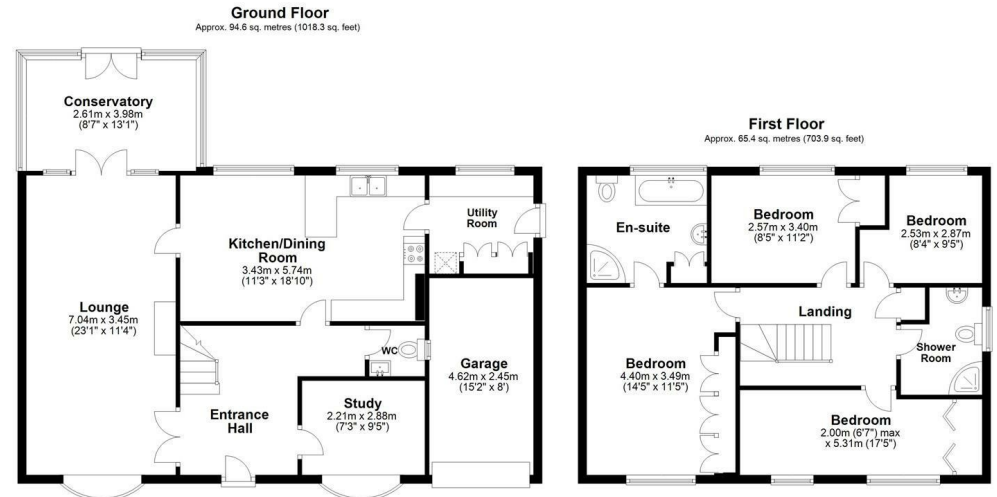 Ground Floor
Approx. 94.6 sq. metres (1018.3 sq. feet)
Conservatory
2.61m x 3.98m
(8'7" x 13'1")
Kitchen/Dining
Room
3.43m x 5.74m
(11'3" x 18'10")
Utility
Room
Lounge
7.04m x 3.45m
(23'1" x 11'4")
WC
Garage
4.62m x 2.45m
(15'2" x 8')
Entrance
Hall
Study
2.21m x 2.88m
(7'3" x 9'5")
First Floor
Approx. 65.4 sq. metres (703.9 sq. feet)
En-suite
Bedroom
2.57m x 3.40m
(8'5" x 11'2")
Bedroom
2.53m x 2.87m
(8'4" x 9'5")
Landing
Shower
Room
Bedroom
4.40m x 3.49m
(14'5" x 11'5")
Bedroom
2.00m (6'7") max
x 5.31m (17'5")